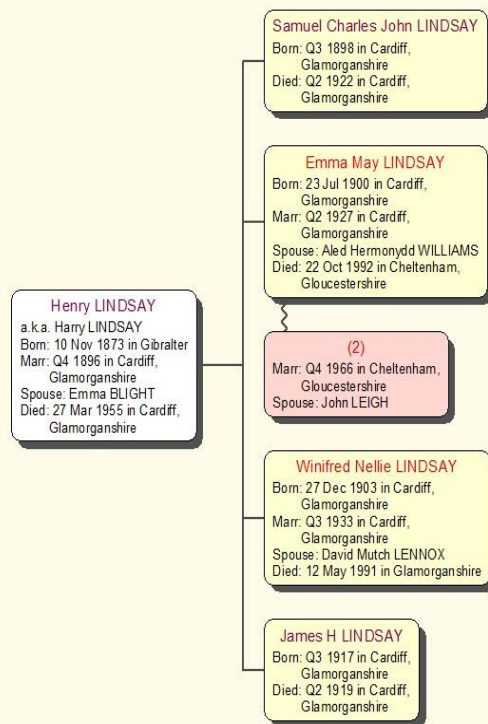 Samuel Charles John LINDSAY
Born: Q3 1898 in Cardiff,
Glamorganshire
Died: Q2 1922 in Cardiff,
Glamorganshire
Emma May LINDSAY
Born: 23 Jul 1900 in Cardiff,
Glamorganshire
Marr: Q2 1927 in Cardiff,
Glamorganshire
Spouse: Aled Hermonydd WILLIAMS
Died: 22 Oct 1992 in Cheltenham,
Gloucestershire
Henry LINDSAY
a.k.a. Harry LINDSAY
Born: 10 Nov 1873 in Gibralter
Marr: Q4 1896 in Cardiff,
Glamorganshire
Spouse: Emma BLIGHT
Died: 27 Mar 1955 in Cardiff,
Glamorganshire
(2)
Marr: Q4 1966 in Cheltenham,
Gloucestershire
Spouse: John LEIGH
Winifred Nellie LINDSAY
Born: 27 Dec 1903 in Cardiff,
Glamorganshire
Marr: Q3 1933 in Cardiff,
Glamorganshire
Spouse: David Mutch LENNOX
Died: 12 May 1991 in Glamorganshire
James H LINDSAY
Born: Q3 1917 in Cardiff,
Glamorganshire
Died: Q2 1919 in Cardiff,
Glamorganshire